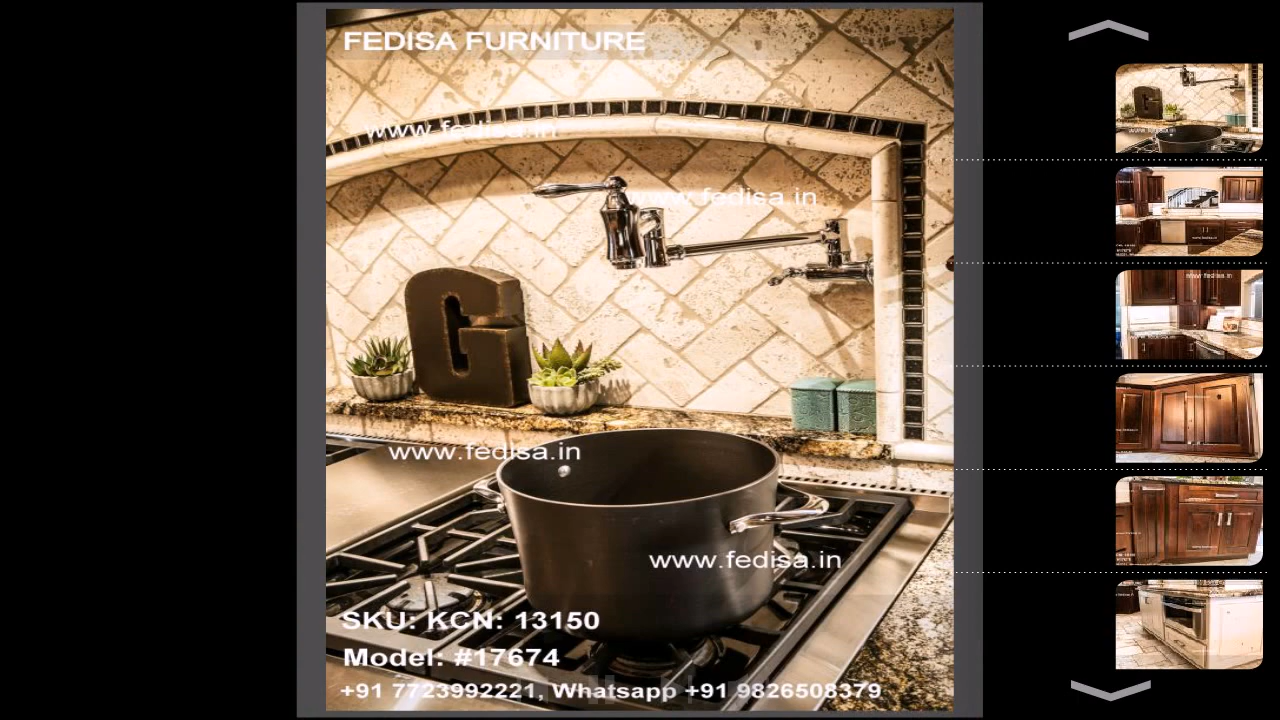 FEDISA FURNITURE
www.fedisa.in
www.fedisa.in
G
www.fedisa.in
www.fedisa.in
SKU: KCN: 13150
Model: #17674
+91 7723992221, Whatsapp +91 9826508379